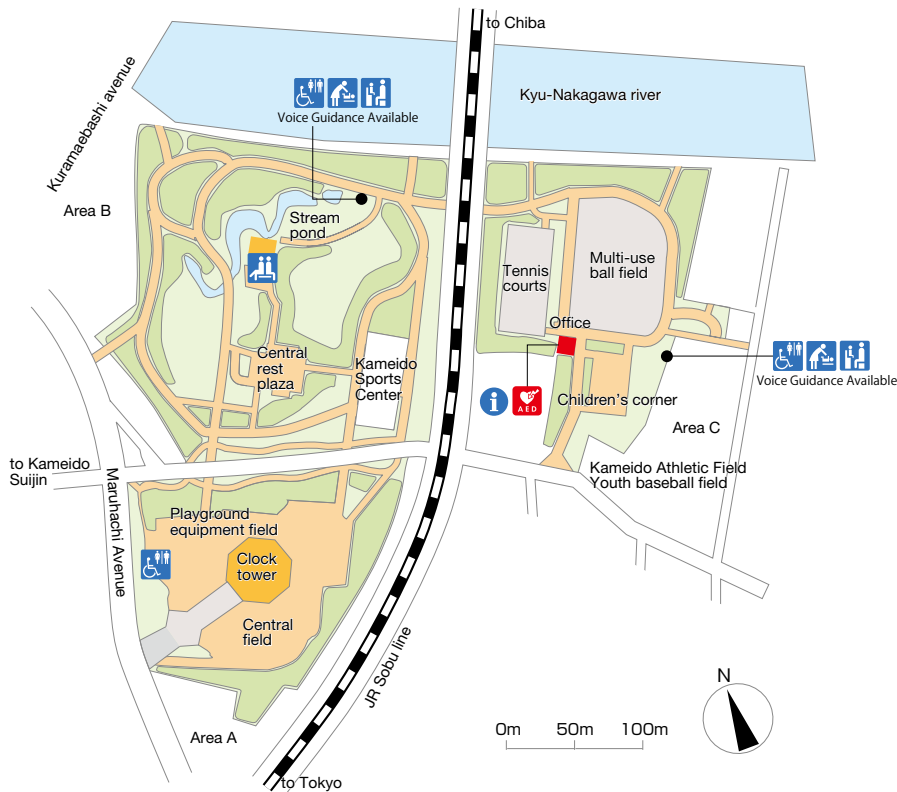 to Chiba
Kyu-Nakagawa river
Kuramaebashi avenue
Voice Guidance Available
Area B
Stream
pond
Tennis
courts
Multi-use
ball field
Office
Central
rest
plaza
Kameido
Sports
Center
i
AED
Children's corner
Voice Guidance Available
Area C
Kameido Athletic Field
Youth baseball field
to Kameido
Suijin
Maruhachi Avenue
Playground
equipment field
Clock
tower
Central
field
JR Sobu line
Area A
to Tokyo
0m 50m 100m
N